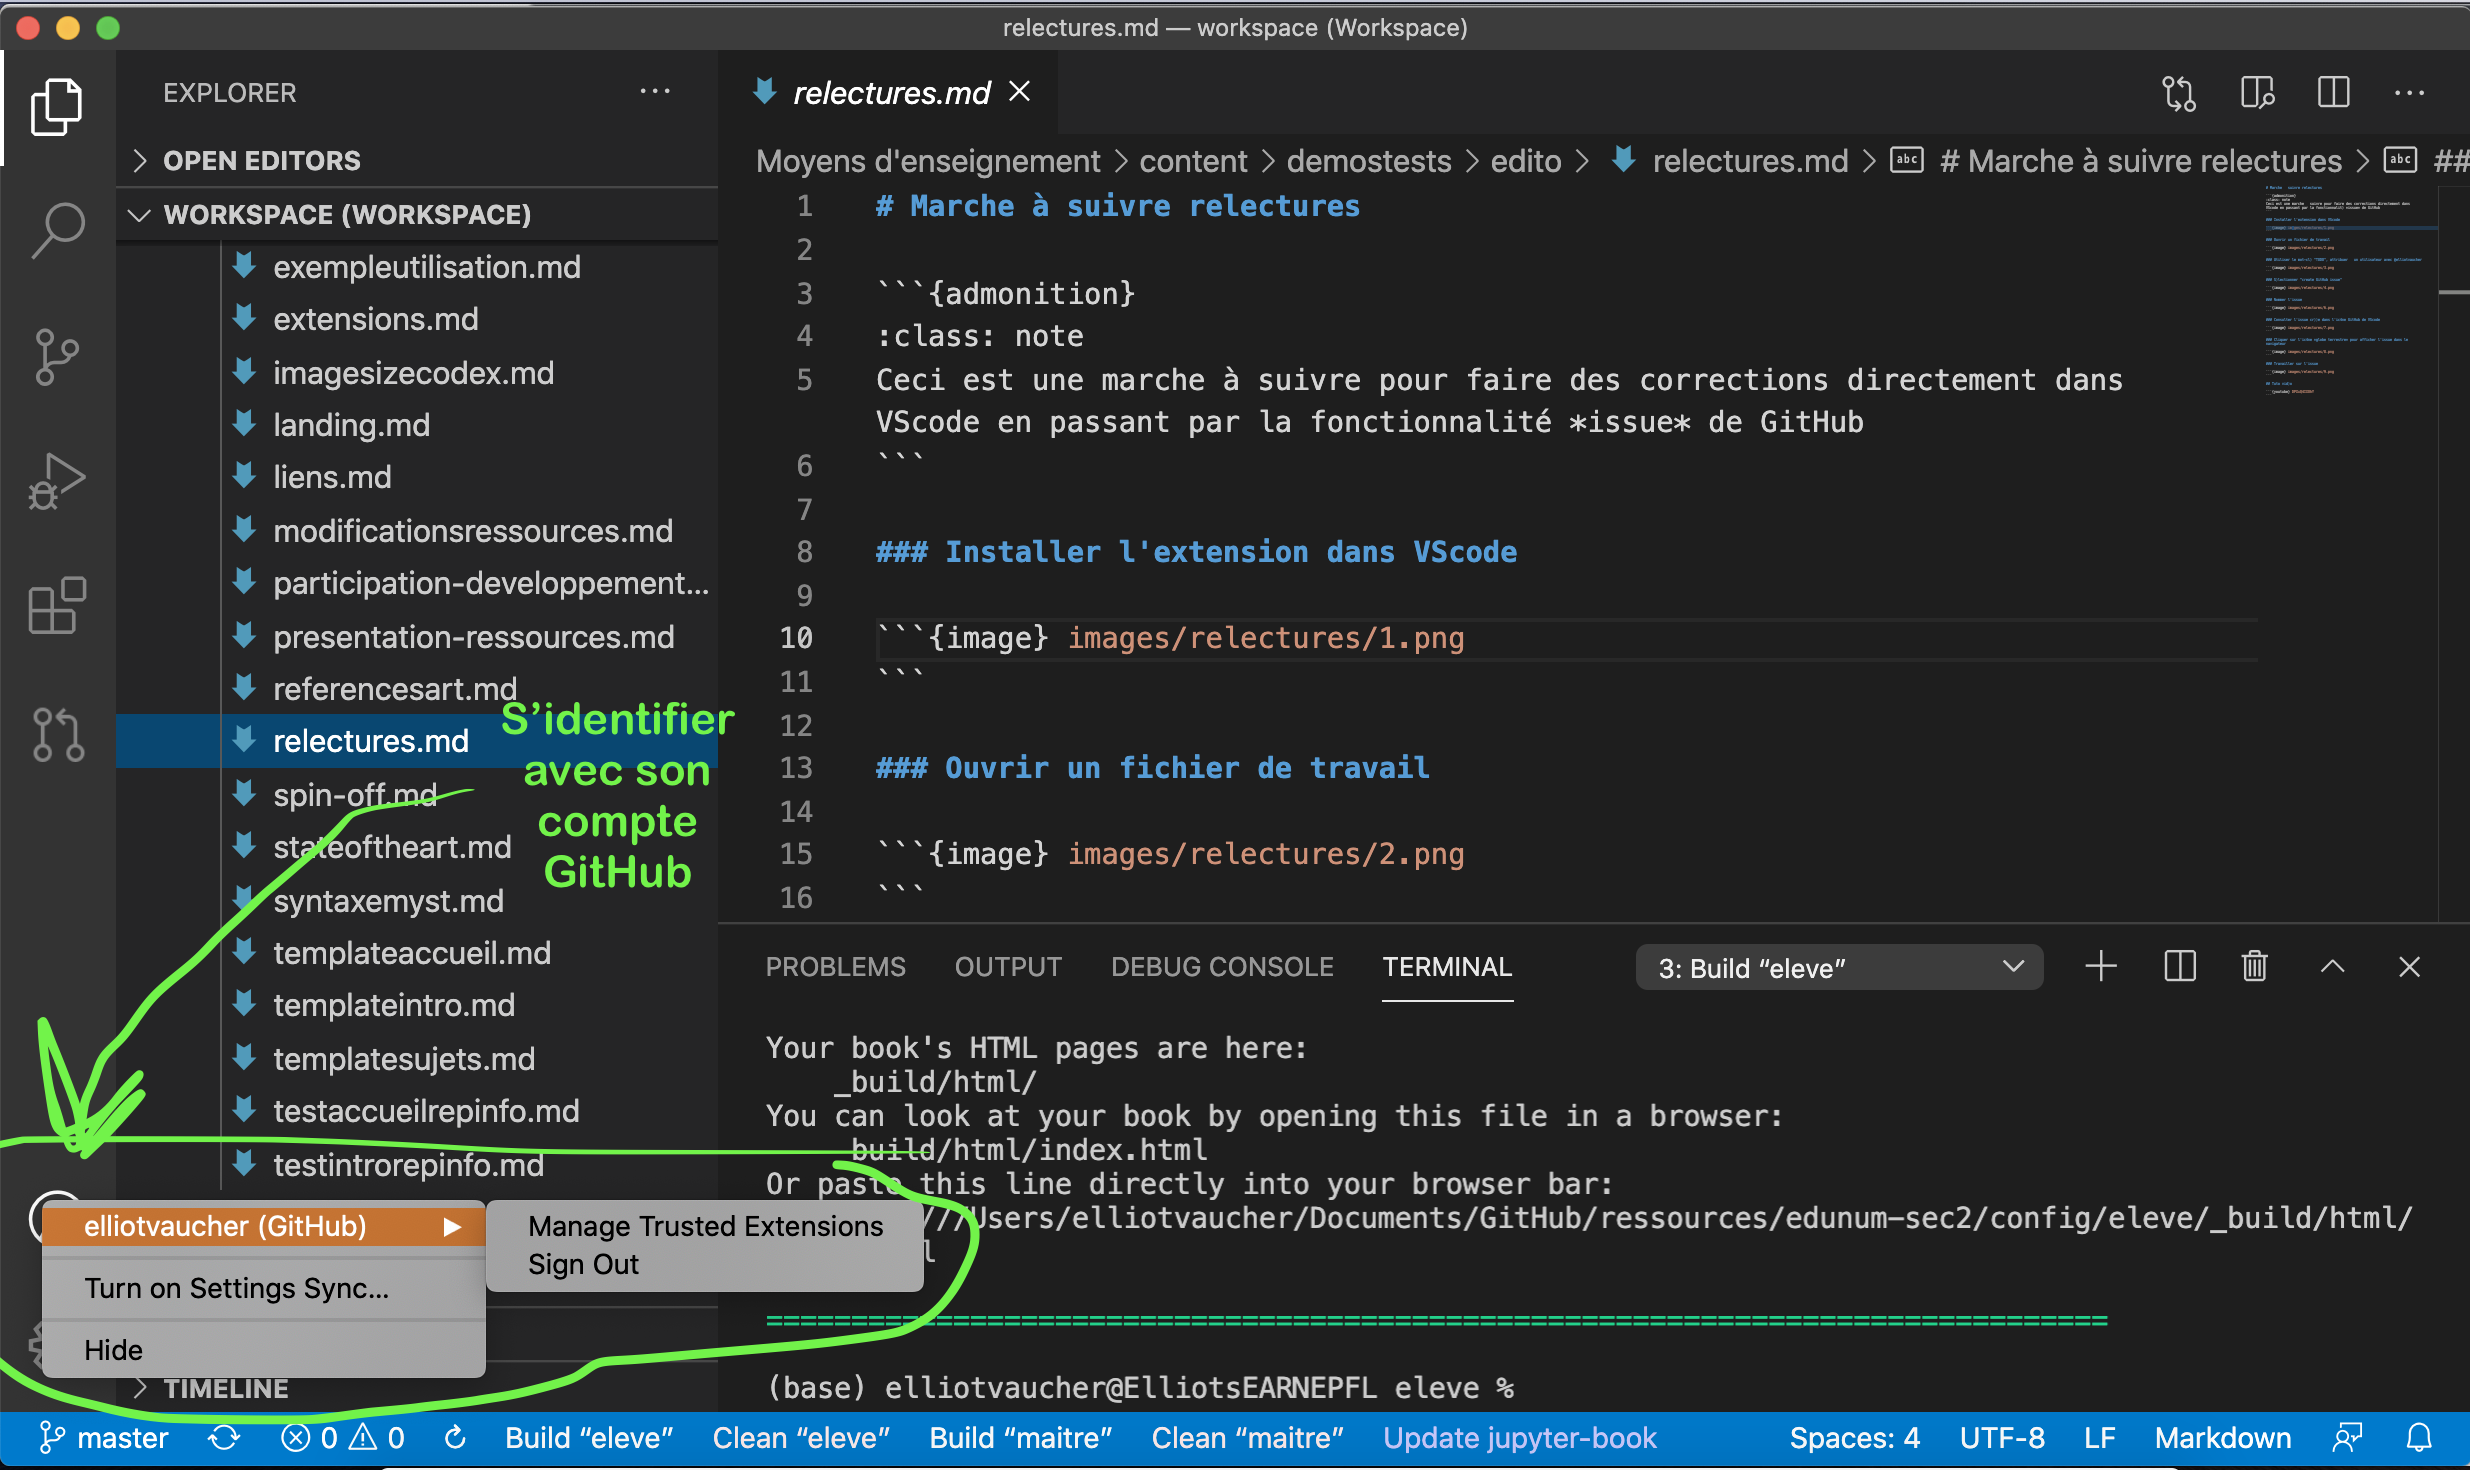 relectures.md — workspace (Workspace)
EXPLORER
OPEN EDITORS
WORKSPACE (WORKSPACE)
exempleutilisation.md
extensions.md
imagesizecodex.md
landing.md
liens.md
modificationsressources.md
participation-developpement...
presentation-ressources.md
referencesart.md
relectures.md
spin-off.md
stateoftheart.md
syntaxemyst.md
templateaccueil.md
templateintro.md
templatesujets.md
testaccueilrepinfo.md
testintrorepinfo.md
TIMELINE
S'identifier
avec son
compte
GitHub
elliotvaucher (GitHub)
Turn on Settings Sync...
Hide
Manage Trusted Extensions
Sign Out
relectures.md
Moyens d'enseignement > content > demostests > edito > relectures.md > abc # Marche à suivre relectures > abc ##
1 # Marche à suivre relectures
2
3 ```{admonition}
4 :class: note
5 Ceci est une marche à suivre pour faire des corrections directement dans
VScode en passant par la fonctionnalité *issue* de GitHub
6 ```
7
8 ### Installer l'extension dans VScode
9
10 ```{image} images/relectures/1.png
11 ```
12
13 ### Ouvrir un fichier de travail
14
15 ```{image} images/relectures/2.png
16 ```
PROBLEMS OUTPUT DEBUG CONSOLE TERMINAL 3: Build “eleve”
Your book's HTML pages are here:
_build/html/
You can look at your book by opening this file in a browser:
_build/html/index.html
Or paste this line directly into your browser bar:
///Users/elliotvaucher/Documents/GitHub/ressources/edunum-sec2/config/eleve/_build/html/
l
===============================================================================
(base) elliotvaucher@ElliotsEARNEPFL eleve %
master 0 0 Build “eleve” Clean “eleve” Build “maitre” Clean “maitre” Update jupyter-book Spaces: 4 UTF-8 LF Markdown